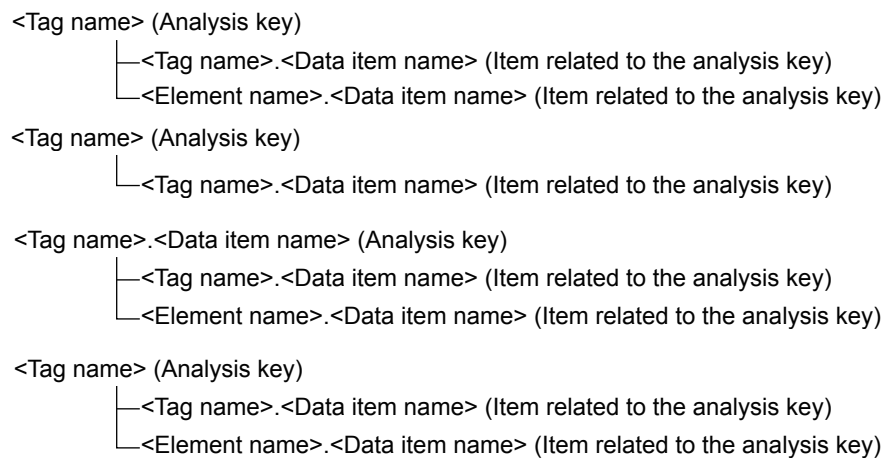 <Tag name> (Analysis key)
<Tag name>.<Data item name> (Item related to the analysis key)
<Element name>.<Data item name> (Item related to the analysis key)
<Tag name> (Analysis key)
<Tag name>.<Data item name> (Item related to the analysis key)
<Tag name>.<Data item name> (Analysis key)
<Tag name>.<Data item name> (Item related to the analysis key)
<Element name>.<Data item name> (Item related to the analysis key)
<Tag name> (Analysis key)
<Tag name>.<Data item name> (Item related to the analysis key)
<Element name>.<Data item name> (Item related to the analysis key)